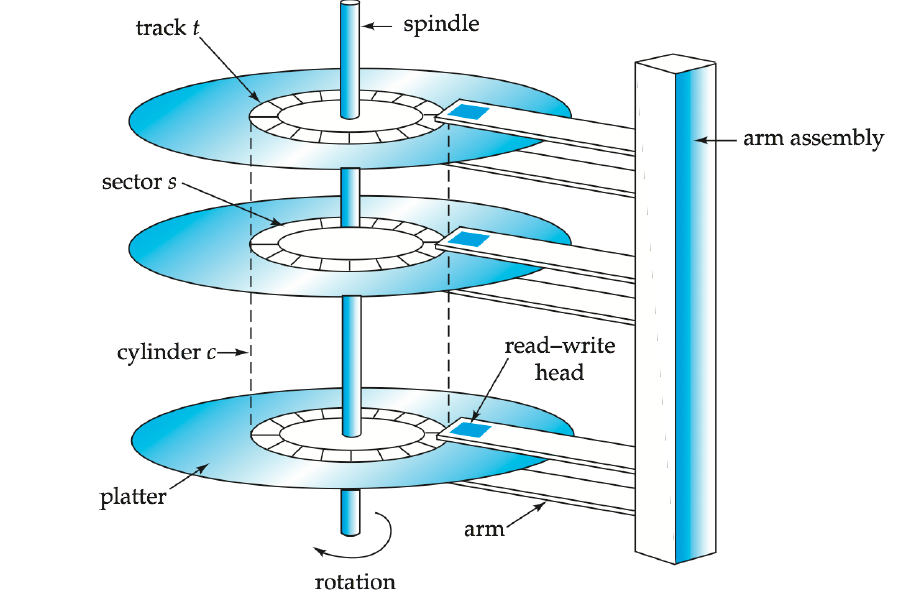 track t
spindle
arm assembly
sector s
cylinder c
read–write
head
platter
arm
rotation